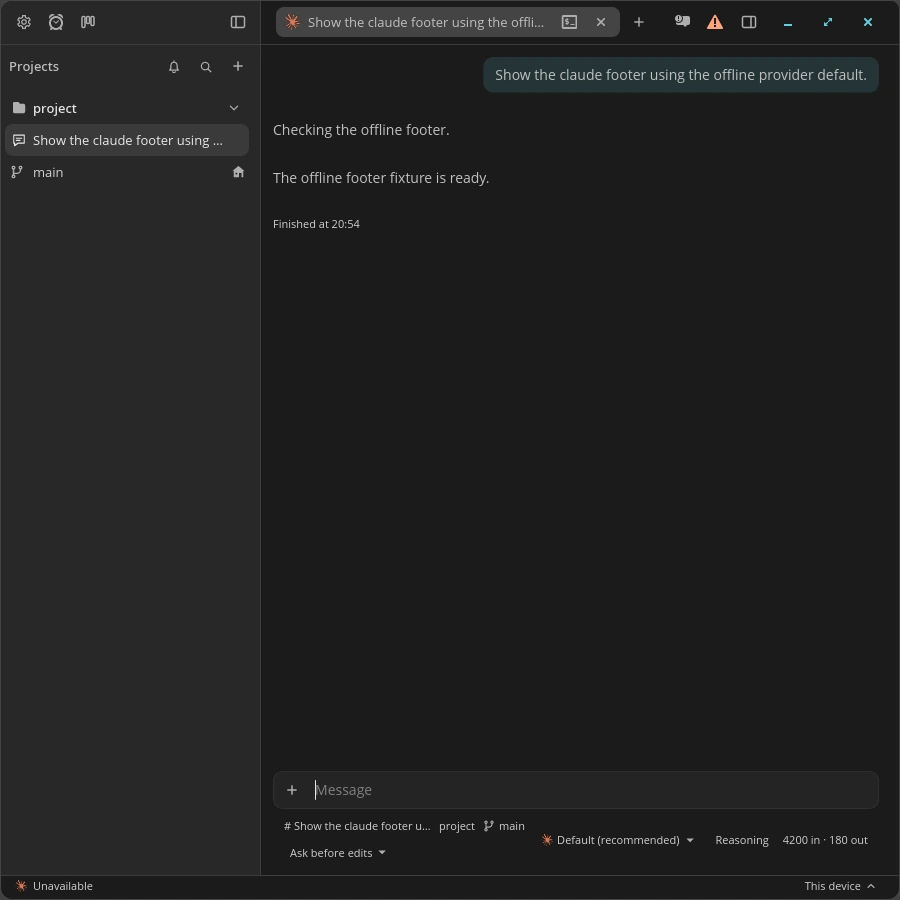 Show the claude footer using the offli...
Projects
Show the claude footer using the offline provider default.
project
Checking the offline footer.
Show the claude footer using ...
main
The offline footer fixture is ready.
Finished at 20:54
Message
# Show the claude footer u... project main
Default (recommended) Reasoning 4200 in · 180 out
Ask before edits
Unavailable
This device